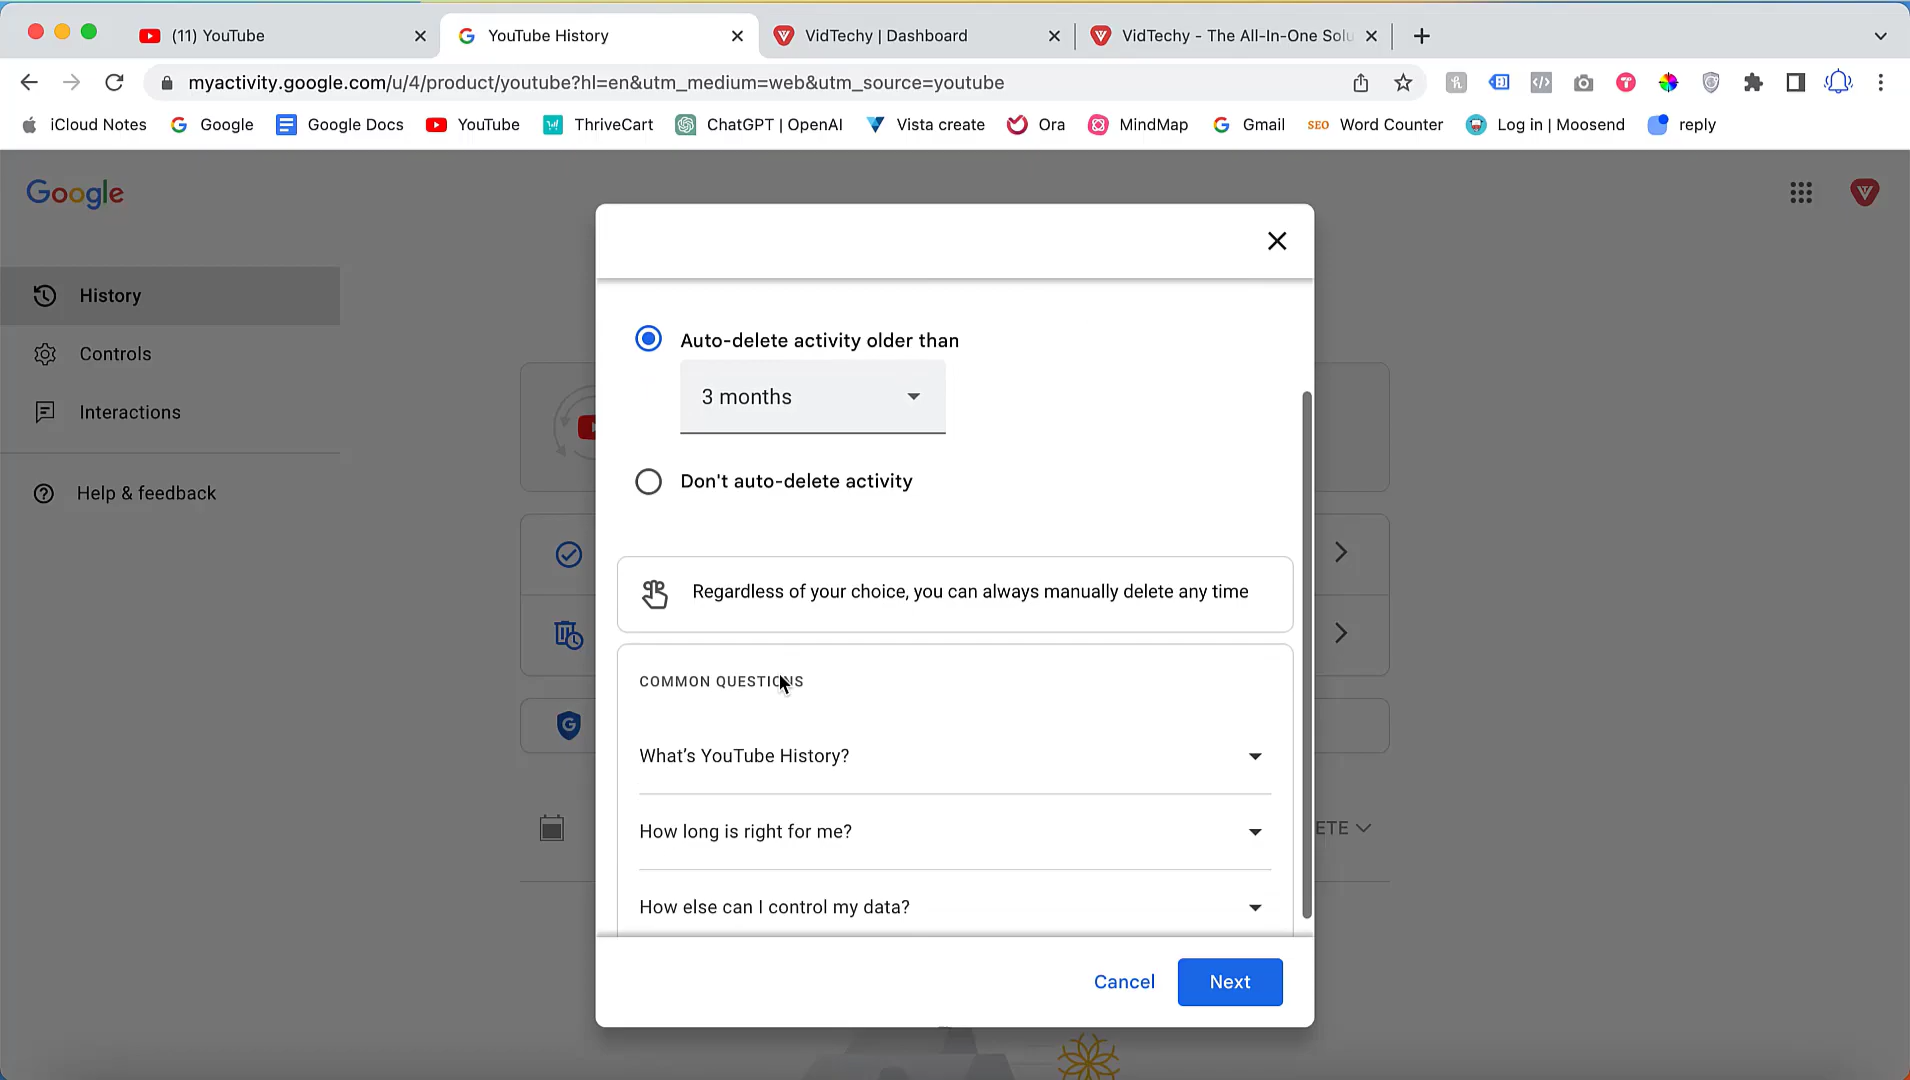 (11) YouTube
YouTube History
VidTechy | Dashboard
VidTechy - The All-In-One Solu
myactivity.google.com/u/4/product/youtube?hl=en&utm_medium=web&utm_source=youtube
iCloud Notes
Google
Google Docs
YouTube
ThriveCart
ChatGPT | OpenAI
Vista create
Ora
MindMap
Gmail
SEO Word Counter
Log in | Moosend
reply
Google
History
Controls
Interactions
Help & feedback
Auto-delete activity older than
3 months
Don't auto-delete activity
Regardless of your choice, you can always manually delete any time
COMMON QUESTIONS
What's YouTube History?
How long is right for me?
ETE
How else can I control my data?
Cancel
Next